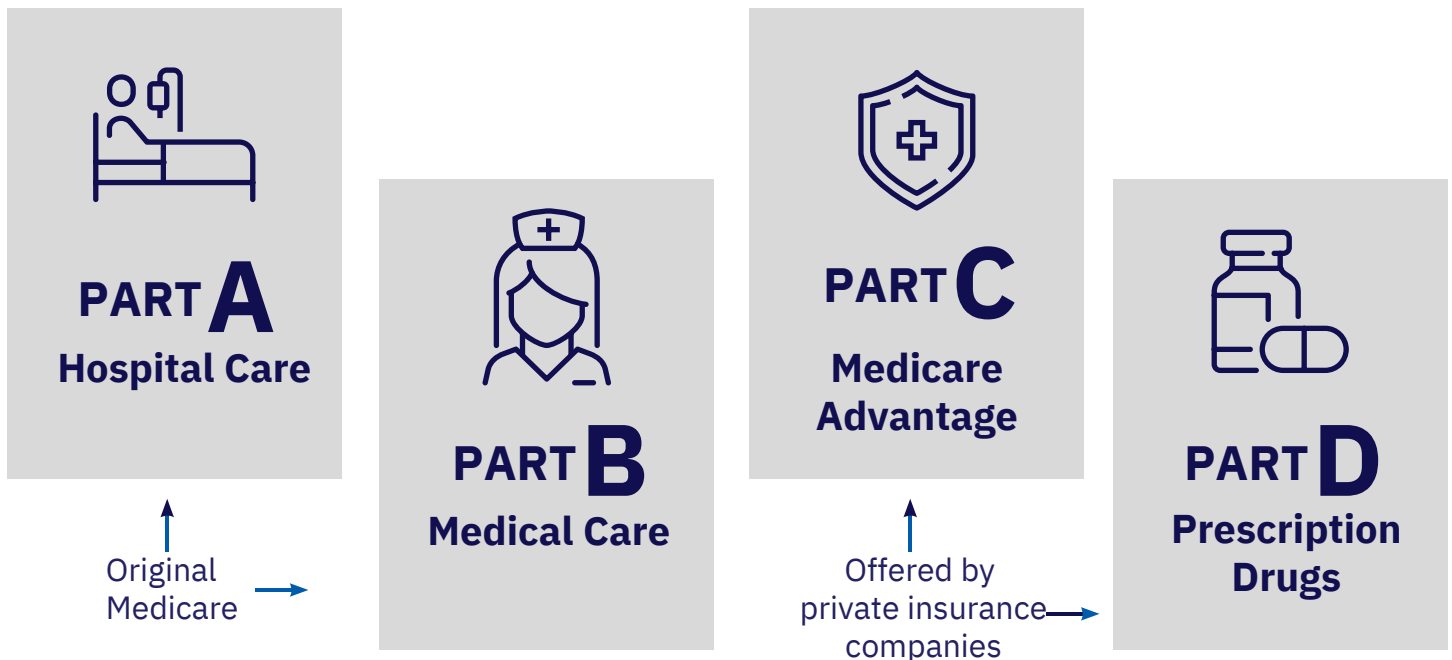 PART A
Hospital Care
Original
Medicare
PART B
Medical Care
PART C
Medicare
Advantage
Offered by
private insurance
companies
PART D
Prescription
Drugs